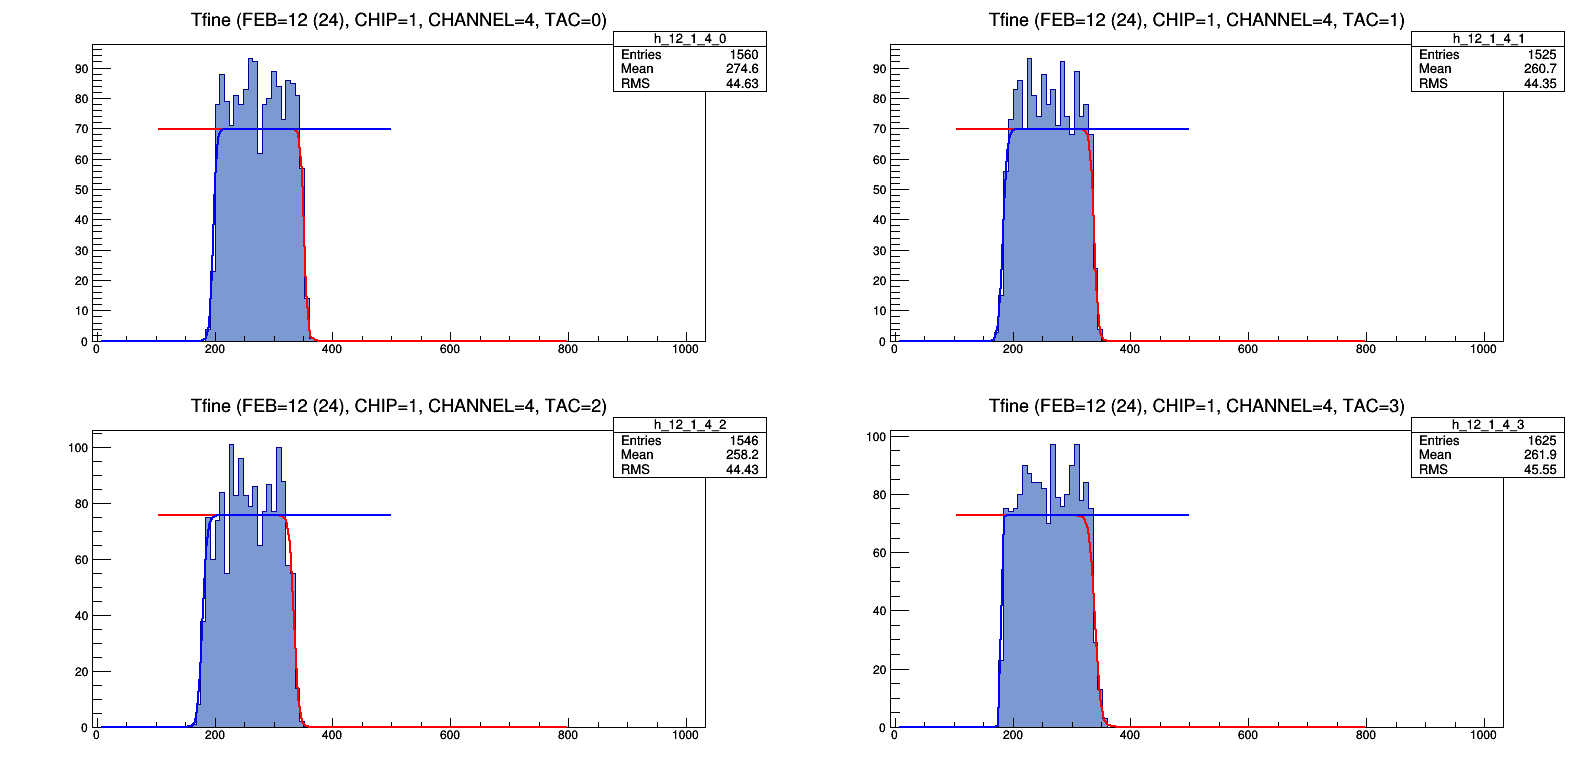 Tfine (FEB=12 (24), CHIP=1, CHANNEL=4, TAC=0)
h_12_1_4_0
Entries 1560
Mean 274.6
RMS 44.63
90
80
70
60
50
40
30
20
10
0
0 200 400 600 800 1000
Tfine (FEB=12 (24), CHIP=1, CHANNEL=4, TAC=1)
h_12_1_4_1
Entries 1525
Mean 260.7
RMS 44.35
90
80
70
60
50
40
30
20
10
0
0 200 400 600 800 1000
Tfine (FEB=12 (24), CHIP=1, CHANNEL=4, TAC=2)
h_12_1_4_2
Entries 1546
Mean 258.2
RMS 44.43
100
80
60
40
20
0
0 200 400 600 800 1000
Tfine (FEB=12 (24), CHIP=1, CHANNEL=4, TAC=3)
h_12_1_4_3
Entries 1625
Mean 261.9
RMS 45.55
100
80
60
40
20
0
0 200 400 600 800 1000